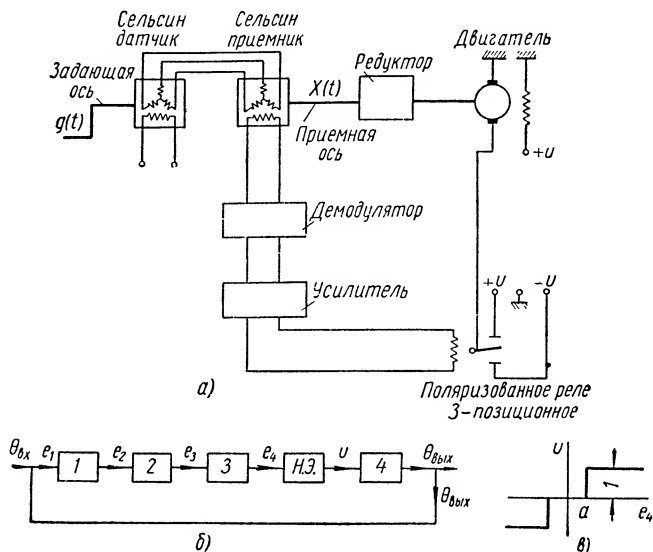 Сельсин датчик
Сельсин приемник
Двигатель
Задающая ось
g(t)
X(t)
Редуктор
Приемная ось
+u
Демодулятор
Усилитель
+U
-U
Поляризованное реле
3-позиционное
а)
θвх
e₁
1
e₂
2
e₃
3
e₄
Н.Э.
u
4
θвых
θвых
б)
U
1
a
e₄
в)